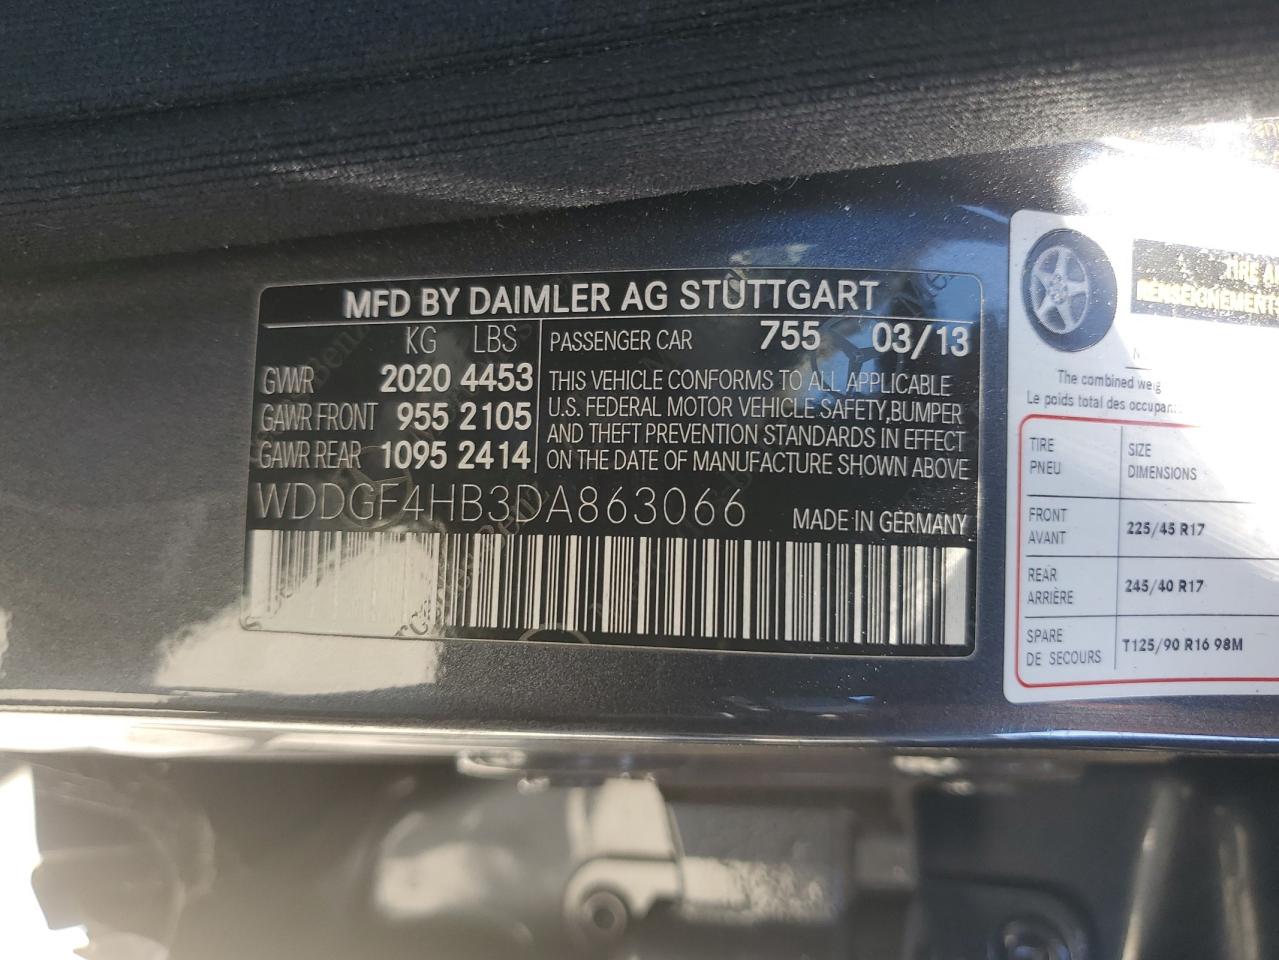 MFD BY DAIMLER AG STUTTGART
KG LBS
GVWR 2020 4453
GAWR FRONT 955 2105
GAWR REAR 1095 2414
PASSENGER CAR 755 03/13
THIS VEHICLE CONFORMS TO ALL APPLICABLE
U.S. FEDERAL MOTOR VEHICLE SAFETY,BUMPER
AND THEFT PREVENTION STANDARDS IN EFFECT
ON THE DATE OF MANUFACTURE SHOWN ABOVE
WDDGF4HB3DA863066 MADE IN GERMANY
TIRE
RENSEIGNEMENTS
The combined
Le poids total des
TIRE SIZE
PNEU DIMENSIONS
FRONT
AVANT
225/45 R17
REAR
ARRIÈRE
245/40 R17
SPARE
DE SECOURS
T125/90 R16 98M